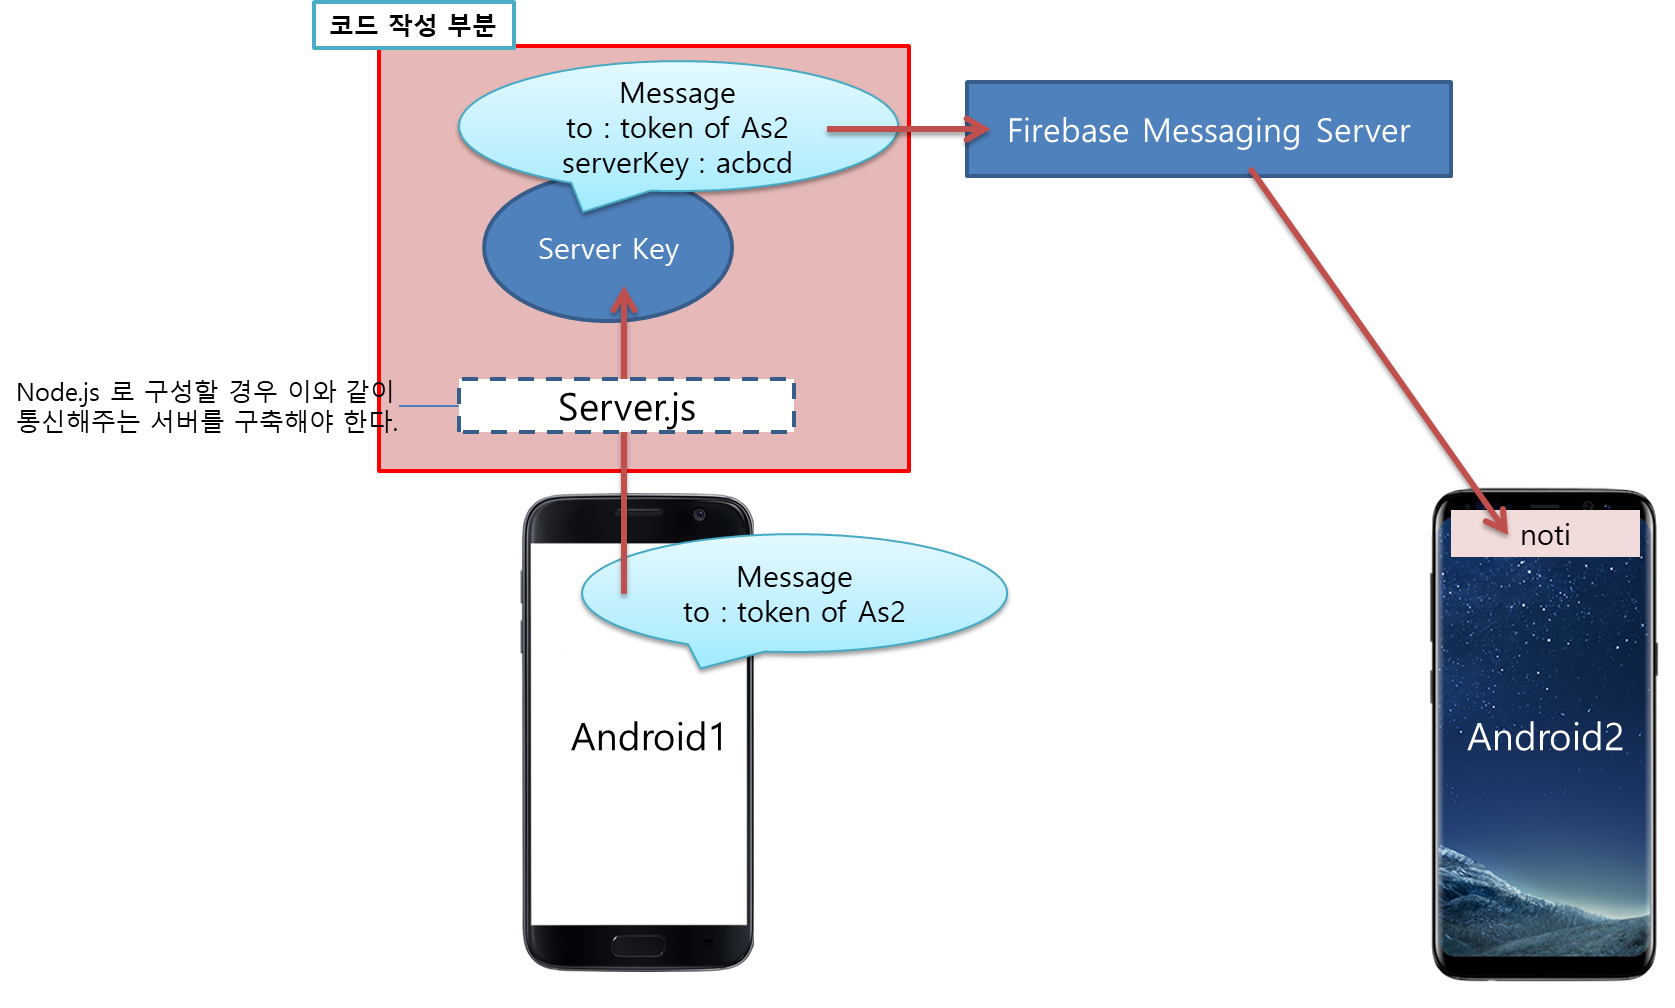 코드 작성 부분
Message
to : token of As2
serverKey : acbcd
Firebase Messaging Server
Server Key
Node.js 로 구성할 경우 이와 같이
통신해주는 서버를 구축해야 한다.
Server.js
noti
Message
to : token of As2
Android1
Android2